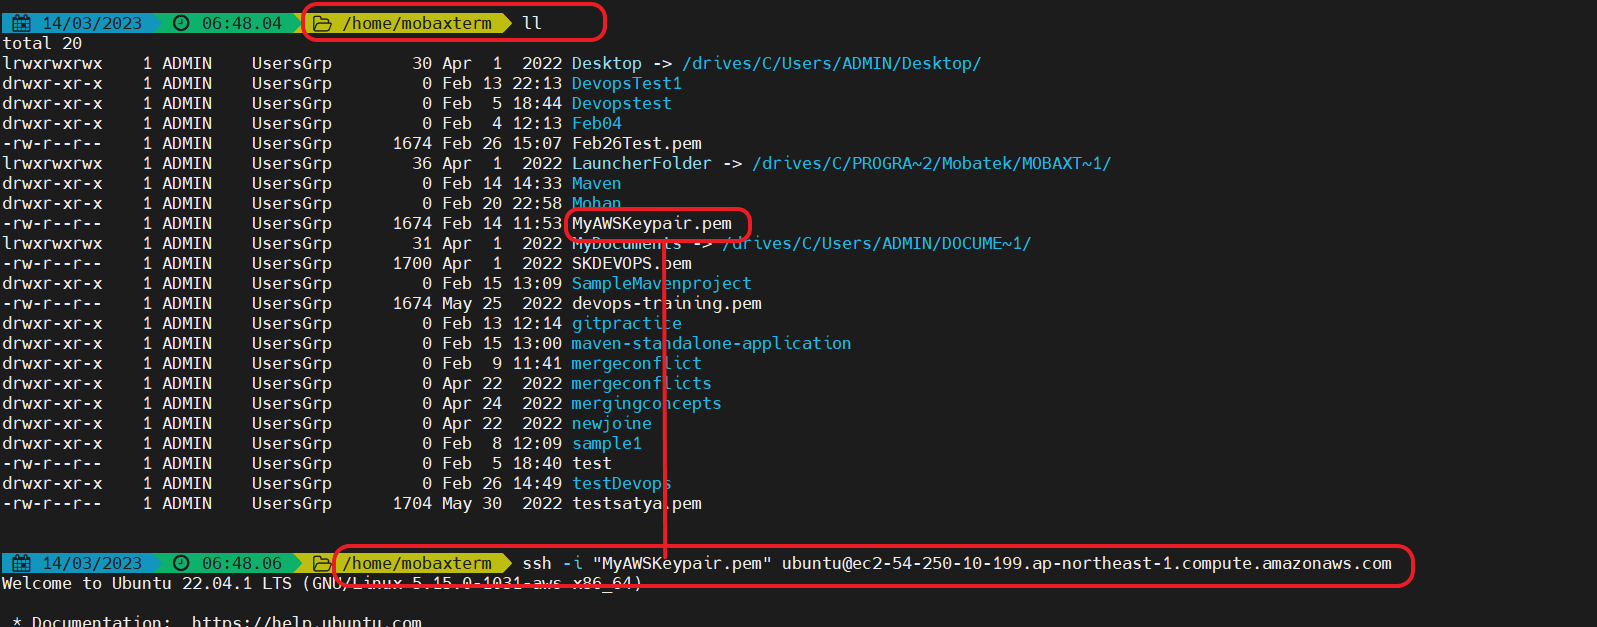 14/03/2023 06:48.04 /home/mobaxterm ll
total 20
lrwxrwxrwx 1 ADMIN UsersGrp 30 Apr 1 2022 Desktop -> /drives/C/Users/ADMIN/Desktop/
drwxr-xr-x 1 ADMIN UsersGrp 0 Feb 13 22:13 DevopsTest1
drwxr-xr-x 1 ADMIN UsersGrp 0 Feb 5 18:44 Devopstest
drwxr-xr-x 1 ADMIN UsersGrp 0 Feb 4 12:13 Feb04
-rw-r--r-- 1 ADMIN UsersGrp 1674 Feb 26 15:07 Feb26Test.pem
lrwxrwxrwx 1 ADMIN UsersGrp 36 Apr 1 2022 LauncherFolder -> /drives/C/PROGRA~2/Mobatek/MOBAXT~1/
drwxr-xr-x 1 ADMIN UsersGrp 0 Feb 14 14:33 Maven
drwxr-xr-x 1 ADMIN UsersGrp 0 Feb 20 22:58 Mohan
-rw-r--r-- 1 ADMIN UsersGrp 1674 Feb 14 11:53 MyAWSKeypair.pem
lrwxrwxrwx 1 ADMIN UsersGrp 31 Apr 1 2022 MyDocuments -> /drives/C/Users/ADMIN/DOCUME~1/
-rw-r--r-- 1 ADMIN UsersGrp 1700 Apr 1 2022 SKDEVOPS.pem
drwxr-xr-x 1 ADMIN UsersGrp 0 Feb 15 13:09 SampleMavenproject
-rw-r--r-- 1 ADMIN UsersGrp 1674 May 25 2022 devops-training.pem
drwxr-xr-x 1 ADMIN UsersGrp 0 Feb 13 12:14 gitpractice
drwxr-xr-x 1 ADMIN UsersGrp 0 Feb 15 13:00 maven-standalone-application
drwxr-xr-x 1 ADMIN UsersGrp 0 Feb 9 11:41 mergeconflict
drwxr-xr-x 1 ADMIN UsersGrp 0 Apr 22 2022 mergeconflicts
drwxr-xr-x 1 ADMIN UsersGrp 0 Apr 24 2022 mergingconcepts
drwxr-xr-x 1 ADMIN UsersGrp 0 Apr 22 2022 newjoine
drwxr-xr-x 1 ADMIN UsersGrp 0 Feb 8 12:09 sample1
-rw-r--r-- 1 ADMIN UsersGrp 0 Feb 5 18:40 test
drwxr-xr-x 1 ADMIN UsersGrp 0 Feb 26 14:49 testDevops
-rw-r--r-- 1 ADMIN UsersGrp 1704 May 30 2022 testsatya.pem
14/03/2023 06:48.06 /home/mobaxterm ssh -i "MyAWSKeypair.pem" ubuntu@ec2-54-250-10-199.ap-northeast-1.compute.amazonaws.com
Welcome to Ubuntu 22.04.1 LTS (GNU/Linux 5.15.0-1031-aws x86_64)
* Documentation: https://help.ubuntu.com